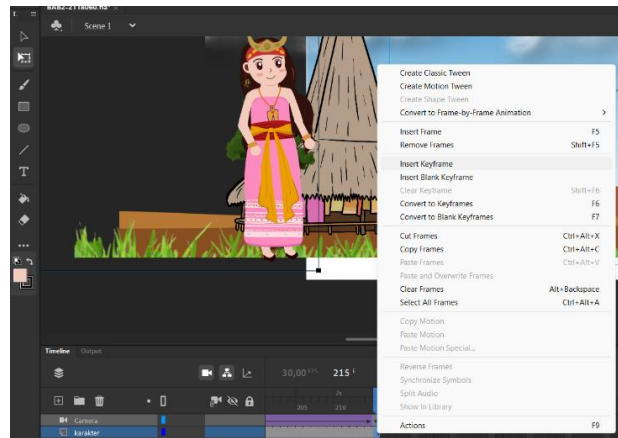 Scene 1
Create Classic Tween
Create Motion Tween
Create Shape Tween
Convert to Frame-by-Frame Animation >
Insert Frame F5
Remove Frames Shift+F5
Insert Keyframe
Insert Blank Keyframe
Clear Keyframe Shift+F6
Convert to Keyframes F6
Convert to Blank Keyframes F7
Cut Frames Ctrl+Alt+X
Copy Frames Ctrl+Alt+C
Paste Frames Ctrl+Alt+V
Paste and Overwrite Frames
Clear Frames Alt+Backspace
Select All Frames Ctrl+Alt+A
Copy Motion
Paste Motion
Paste Motion Special...
Reverse Frames
Synchronize Symbols
Split Audio
Show In Library
Actions F9
T
Timeline Output
30,00 FPS 215 F
7s
205 210
Camera
karakter